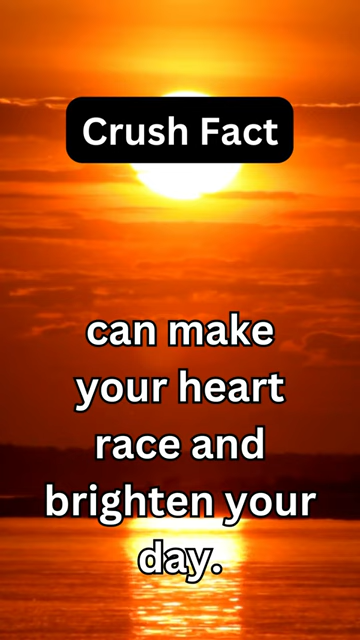 Crush Fact
can make
your heart
race and
brighten your
day.